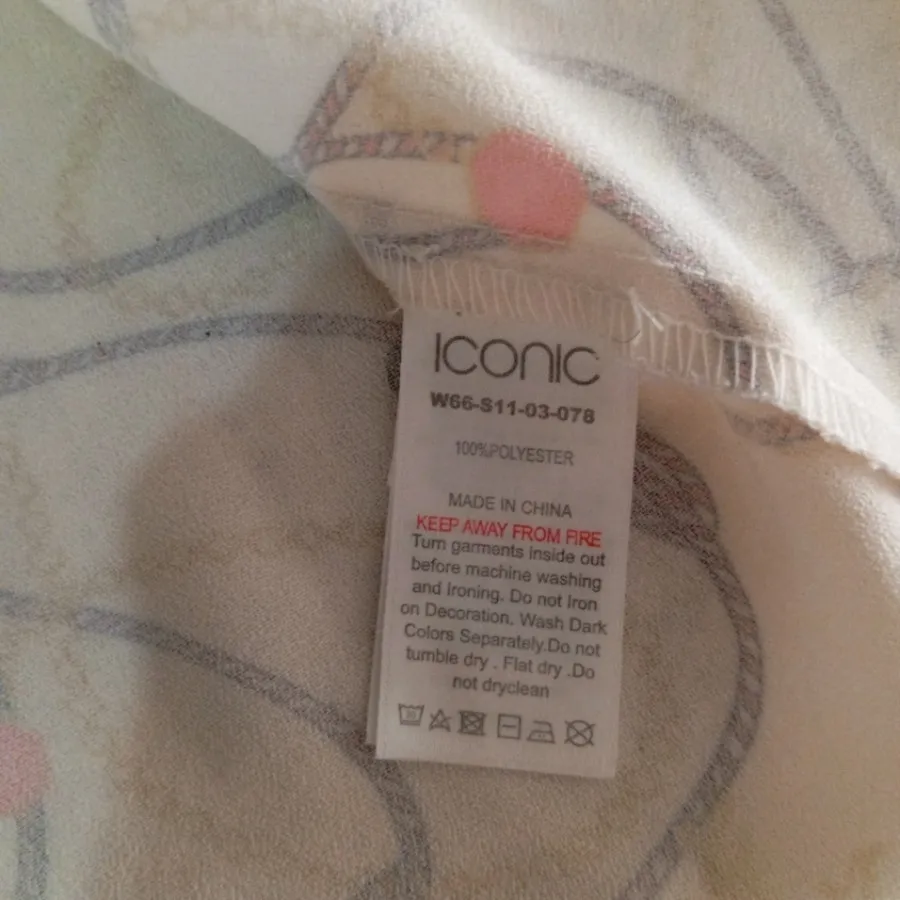 ICONIC
W66-S11-03-078
100%POLYESTER
MADE IN CHINA
KEEP AWAY FROM FIRE
Turn garments inside out
before machine washing
and Ironing. Do not Iron
on Decoration. Wash Dark
Colors Separately.Do not
tumble dry . Flat dry .Do
not dryclean